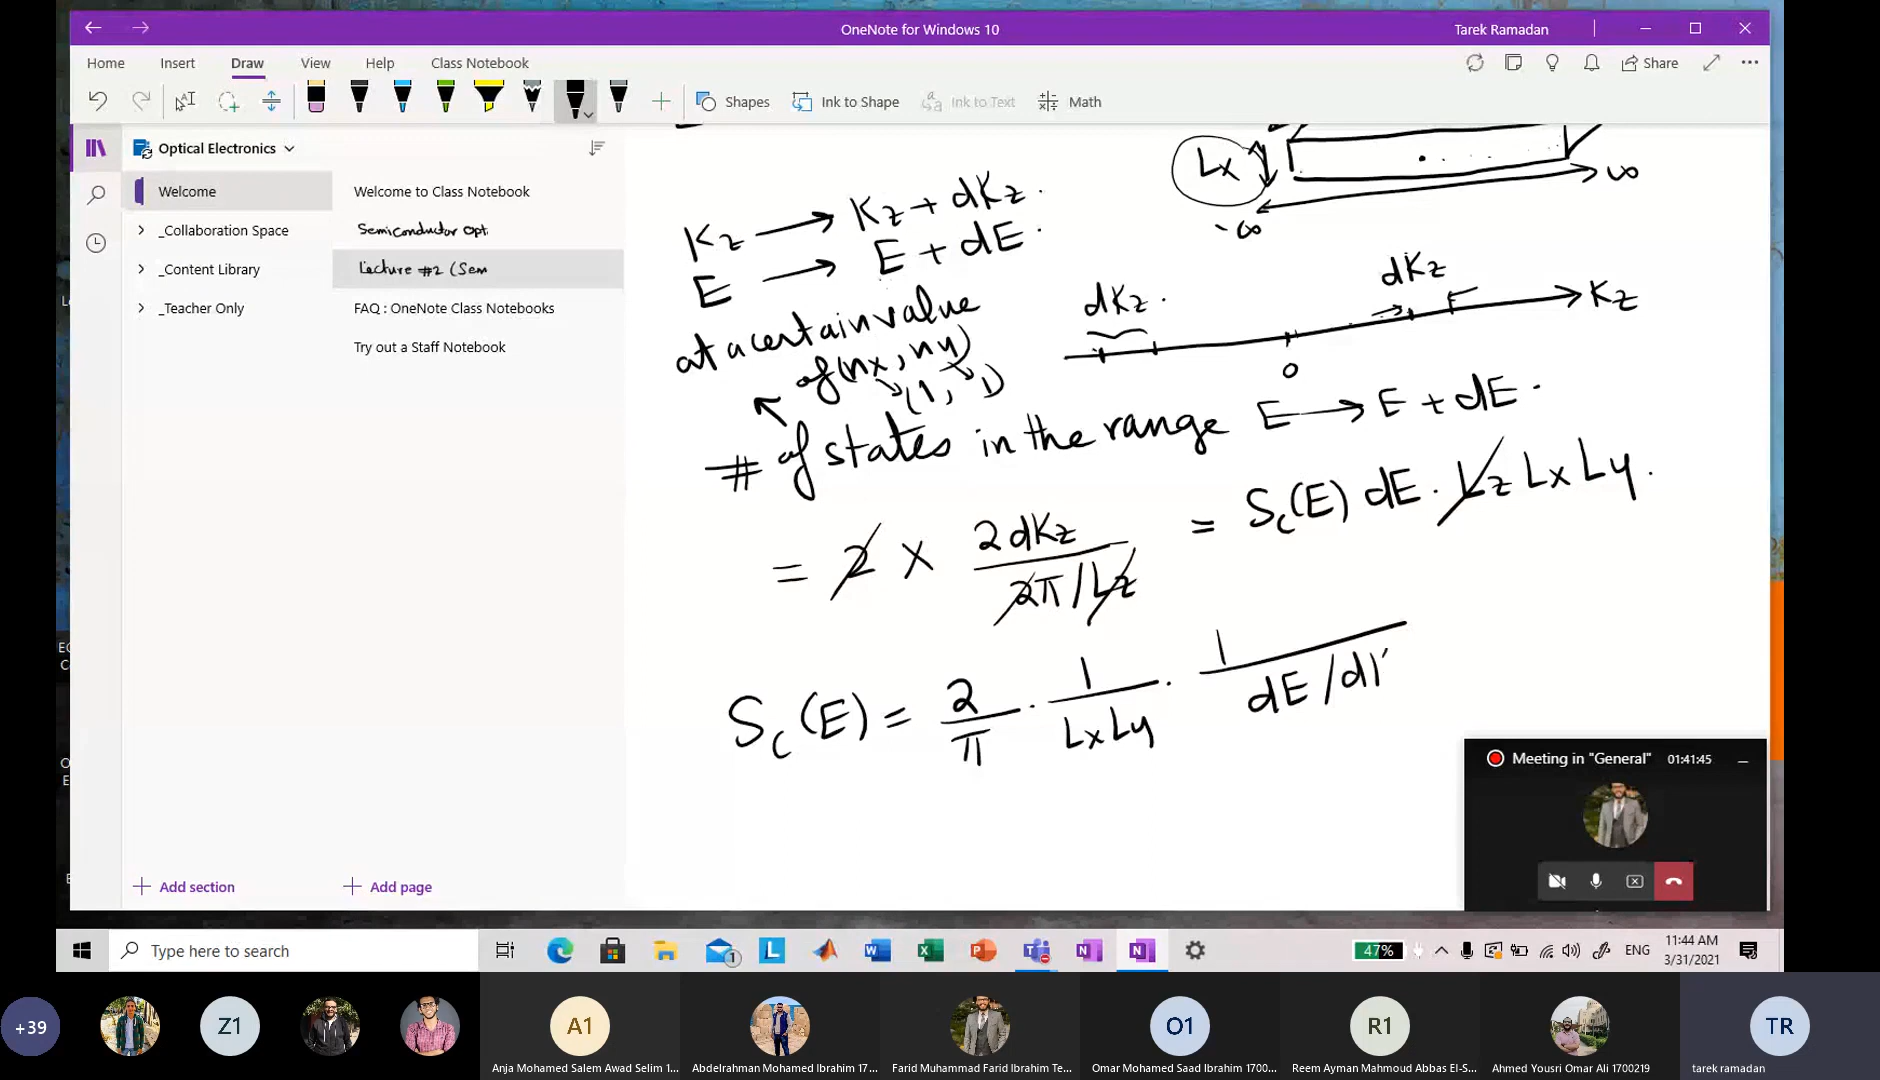 OneNote for Windows 10
Tarek Ramadan
Home Insert Draw View Help Class Notebook
Share
Shapes Ink to Shape Ink to Text Math
Optical Electronics
Welcome
_Collaboration Space
_Content Library
_Teacher Only
Welcome to Class Notebook
Semiconductor Opt
Lecture #2 (Sem
FAQ : OneNote Class Notebooks
Try out a Staff Notebook
Add section
Add page
Lx
∞
-∞
Kz → Kz + dKz.
E → E + dE.
at a certain value
of (nx, ny)
(1, 1)
dKz.
dKz
Kz
0
# of states in the range E → E + dE.
= 2 × 2dKz / 2π/Lz = Sc(E) dE. Lz Lx Ly.
Sc(E) = 2/π . 1/LxLy . 1/dE/d
Meeting in "General" 01:41:45
Type here to search
1
47%
ENG
11:44 AM
3/31/2021
+39
Z1
A1
O1
R1
TR
Anja Mohamed Salem Awad Selim 1...
Abdelrahman Mohamed Ibrahim 17...
Farid Muhammad Farid Ibrahim Te...
Omar Mohamed Saad Ibrahim 1700...
Reem Ayman Mahmoud Abbas El-S...
Ahmed Yousri Omar Ali 1700219
tarek ramadan